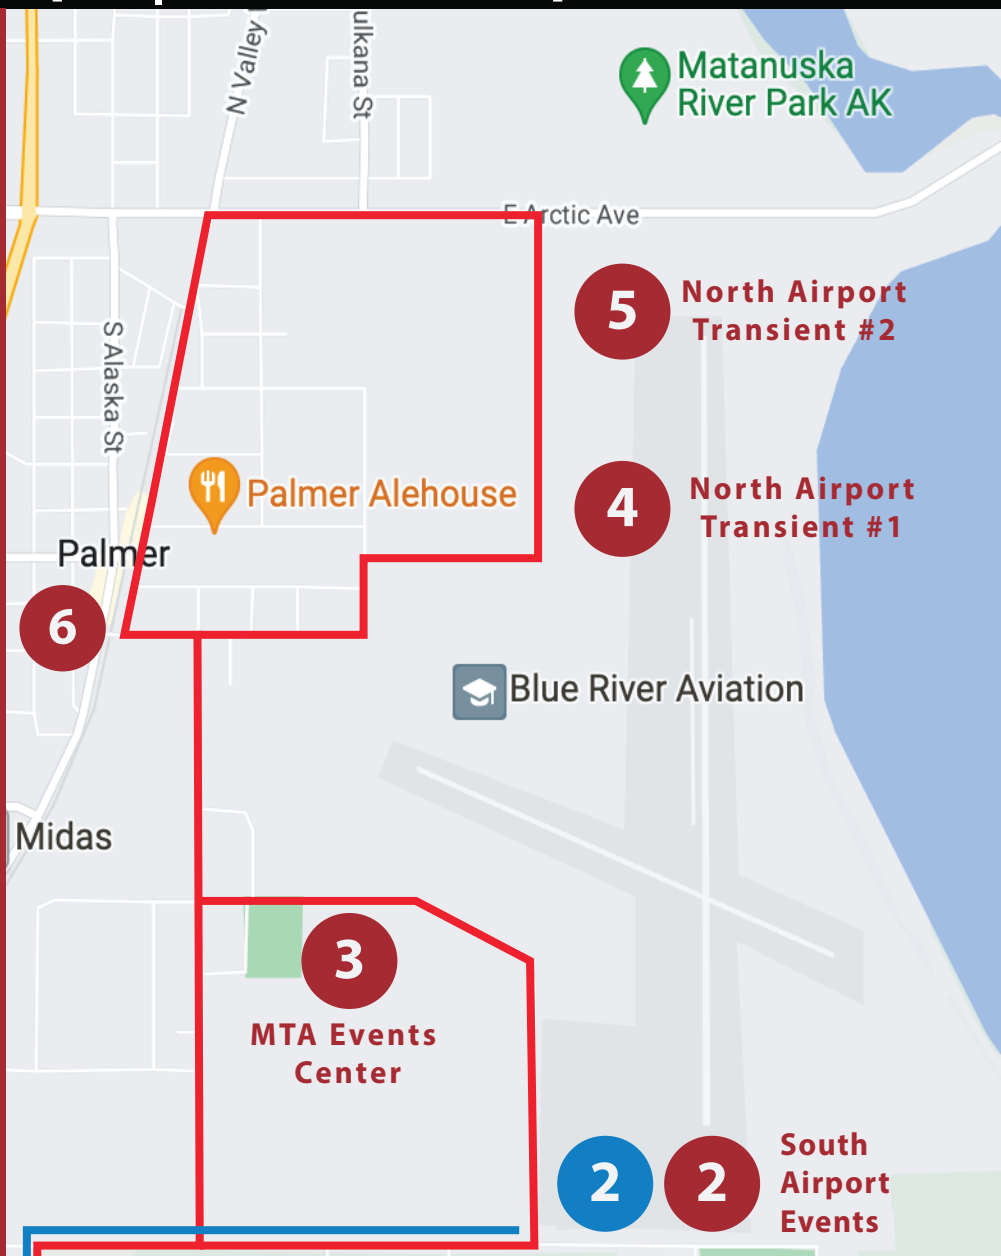 N Valley
ulkana St
Matanuska
River Park AK
E Arctic Ave
5
North Airport
Transient #2
S Alaska St
4
North Airport
Transient #1
Palmer Alehouse
Palmer
6
Blue River Aviation
Midas
3
MTA Events
Center
2
2
South
Airport
Events